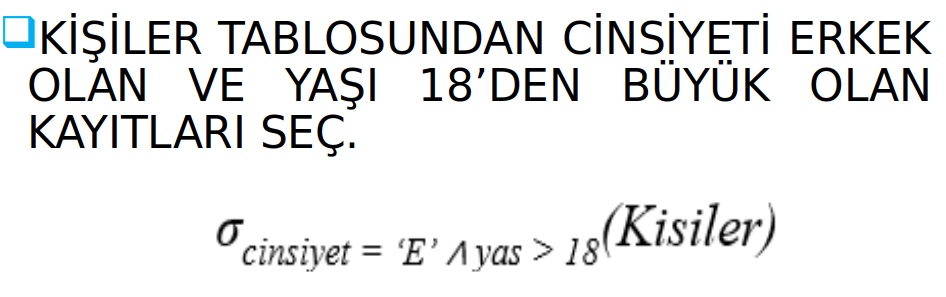 ❑KİŞİLER TABLOSUNDAN CİNSİYETİ ERKEK
OLAN VE YAŞI 18’DEN BÜYÜK OLAN
KAYITLARI SEÇ.
σ cinsiyet = ‘E’ ∧ yas > 18 (Kisiler)